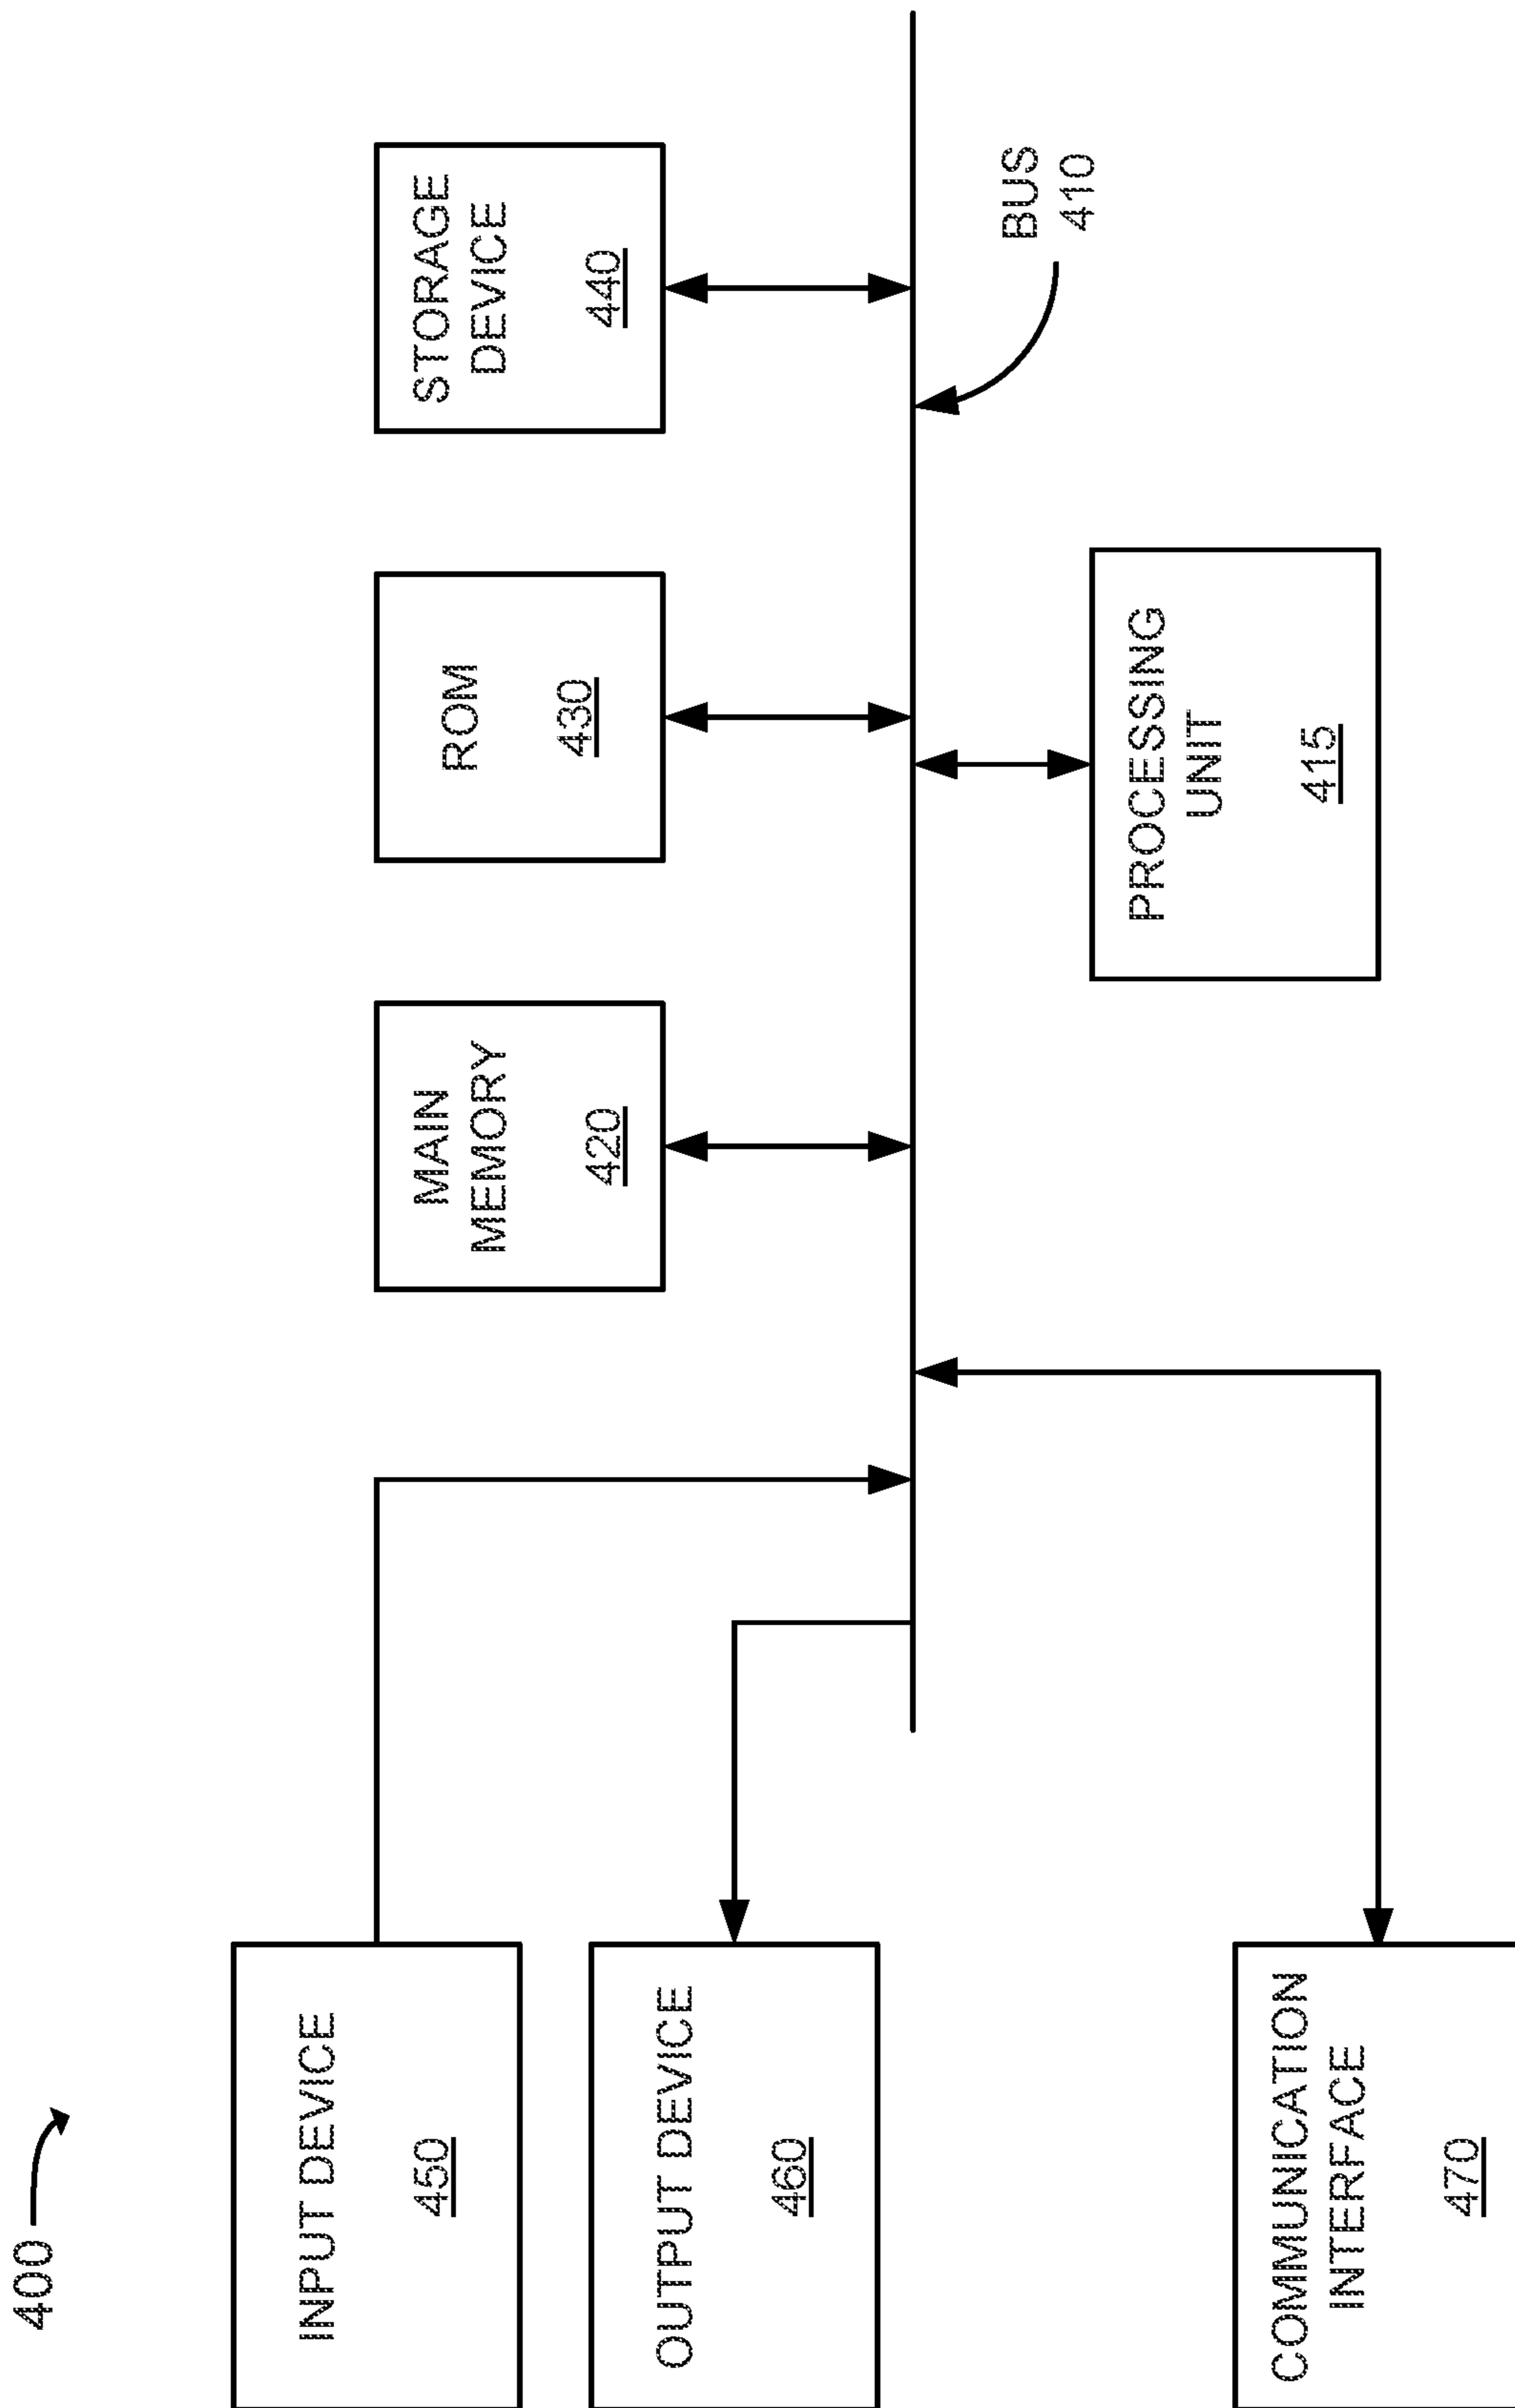 400
INPUT DEVICE
450
OUTPUT DEVICE
460
COMMUNICATION
INTERFACE
470
MAIN
MEMORY
420
ROM
430
STORAGE
DEVICE
440
PROCESSING
UNIT
415
BUS
410